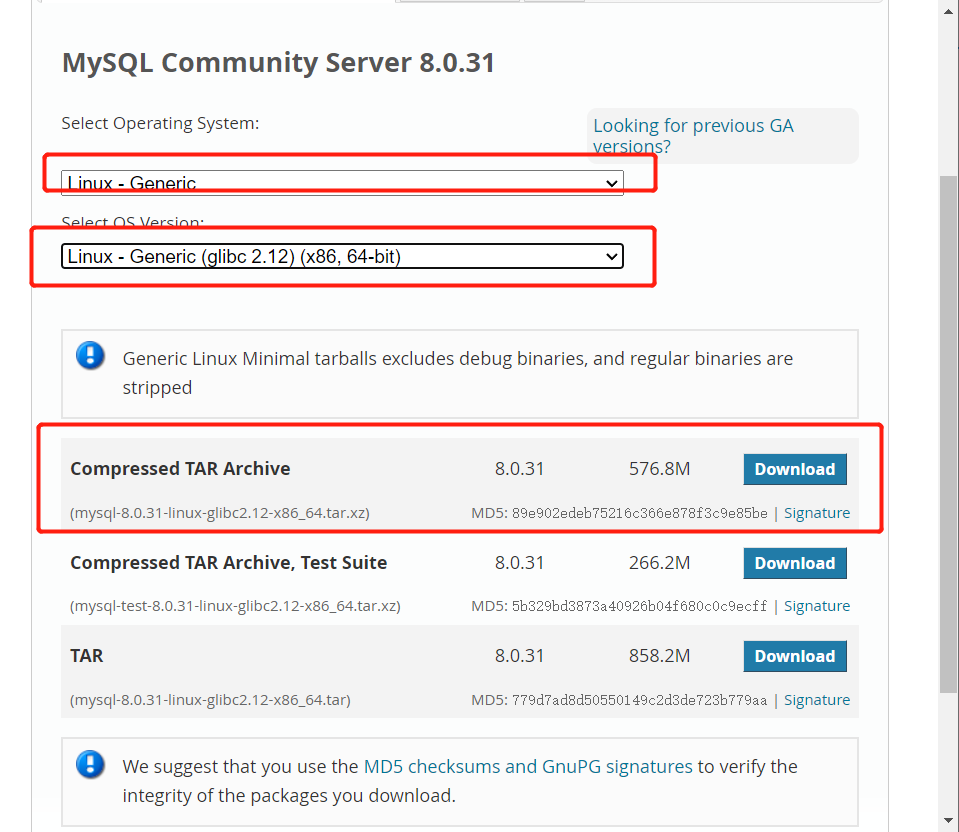 MySQL Community Server 8.0.31
Select Operating System:
Looking for previous GA
versions?
Linux - Generic
Select OS Version:
Linux - Generic (glibc 2.12) (x86, 64-bit)
Generic Linux Minimal tarballs excludes debug binaries, and regular binaries are
stripped
Compressed TAR Archive 8.0.31 576.8M Download
(mysql-8.0.31-linux-glibc2.12-x86_64.tar.xz) MD5: 89e902edeb75216c366e878f3c9e85be | Signature
Compressed TAR Archive, Test Suite 8.0.31 266.2M Download
(mysql-test-8.0.31-linux-glibc2.12-x86_64.tar.xz) MD5: 5b329bd3873a40926b04f680c0c9ecff | Signature
TAR 8.0.31 858.2M Download
(mysql-8.0.31-linux-glibc2.12-x86_64.tar) MD5: 779d7ad8d50550149c2d3de723b779aa | Signature
We suggest that you use the MD5 checksums and GnuPG signatures to verify the
integrity of the packages you download.